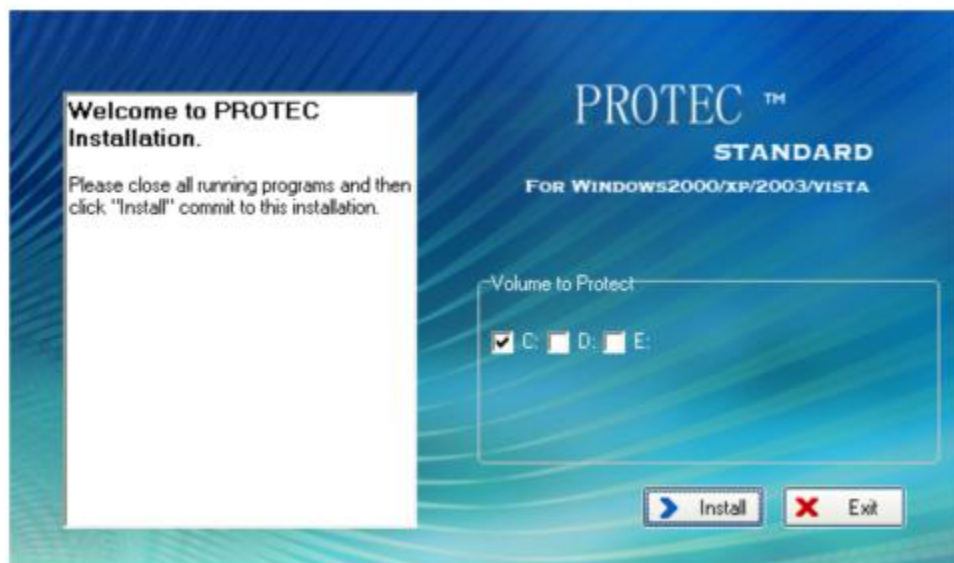 Welcome to PROTEC
Installation.
Please close all running programs and then
click "Install" commit to this installation.
PROTEC ™
STANDARD
FOR WINDOWS2000/XP/2003/VISTA
Volume to Protect
C: D: E:
Install Exit